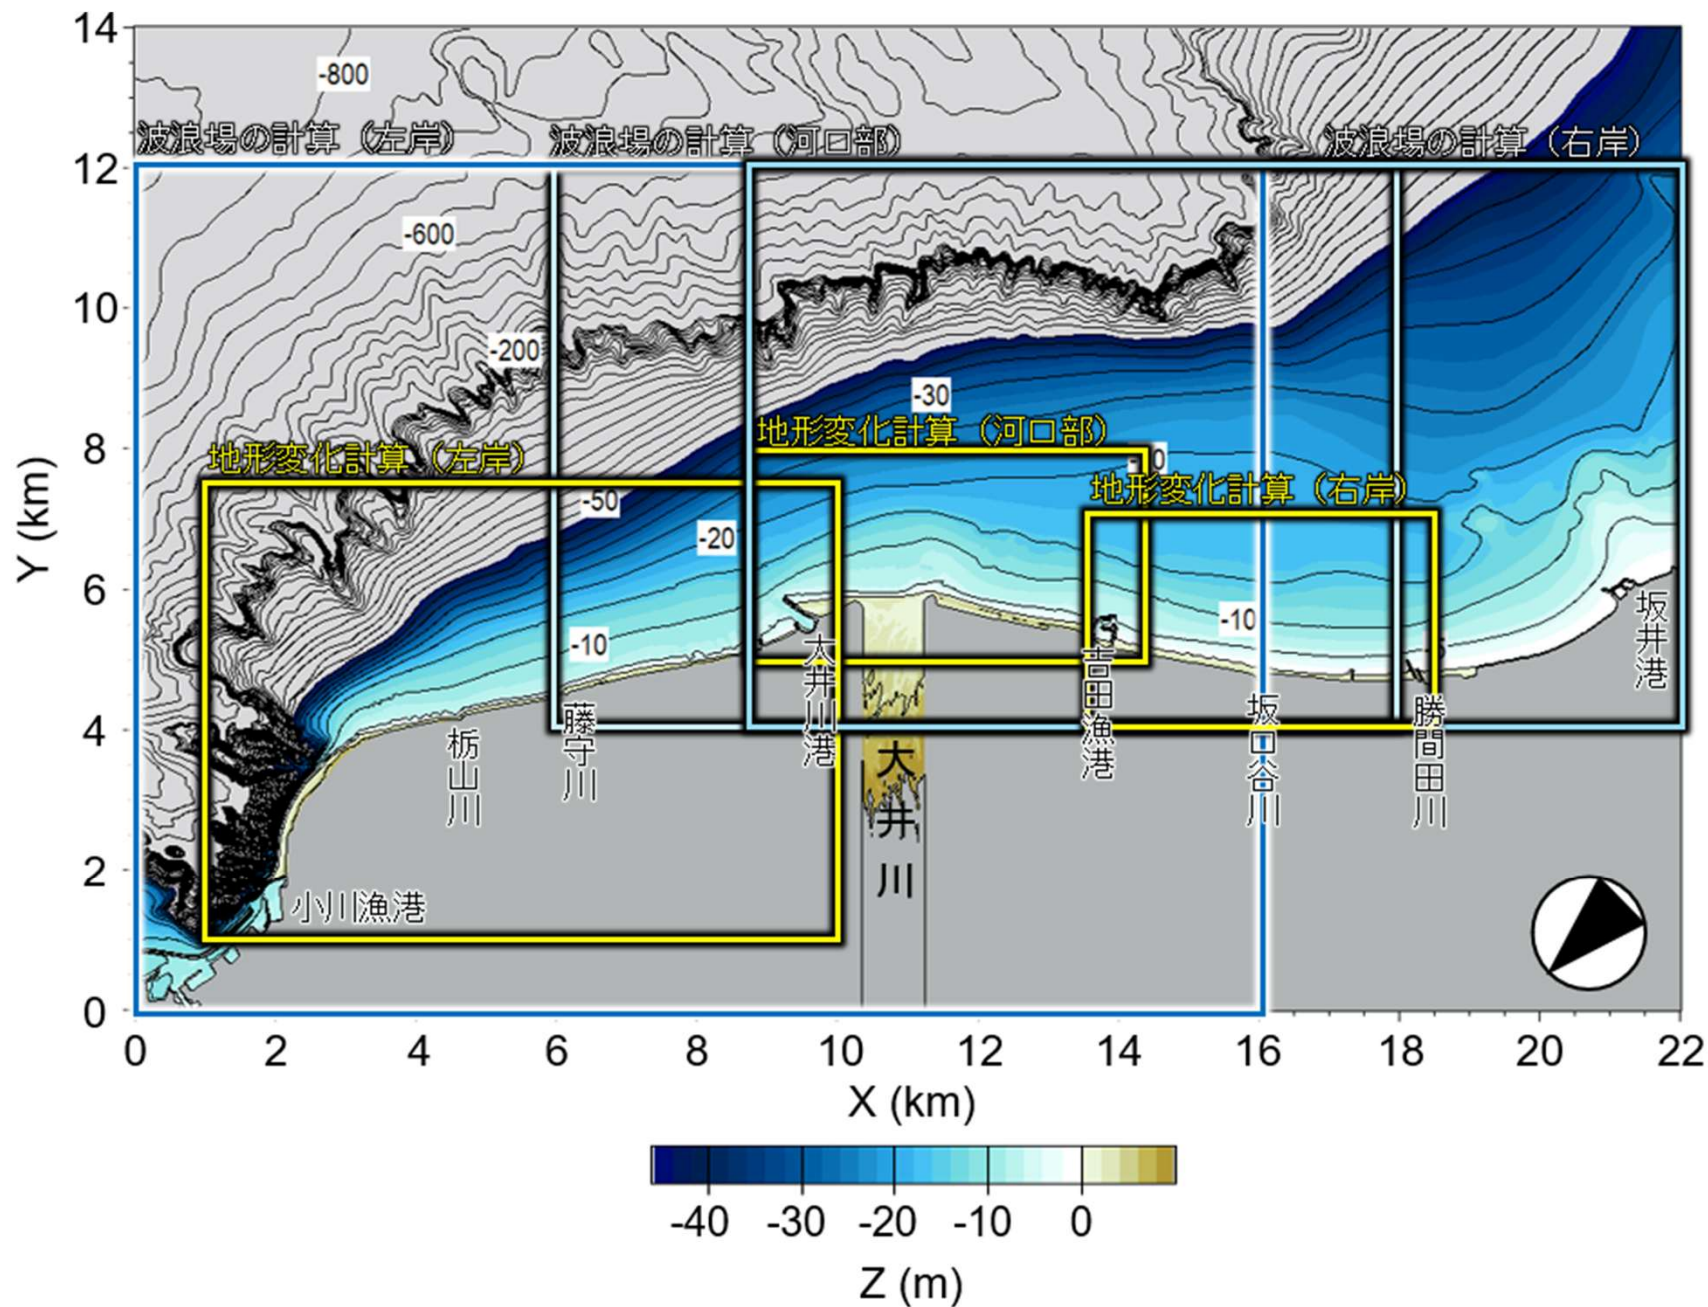 14
-800
波浪場の計算（左岸）
波浪場の計算（河口部）
波浪場の計算（右岸）
12
-600
10
-200
-30
地形変化計算（左岸）
地形変化計算（河口部）
8
地形変化計算（右岸）
-50
-20
Y (km)
6
-10
-10
大井川港
吉田漁港
坂井港
4
栃山川
藤守川
坂口谷川
勝間田川
大井川
2
小川漁港
0
0 2 4 6 8 10 12 14 16 18 20 22
X (km)
-40 -30 -20 -10 0
Z (m)